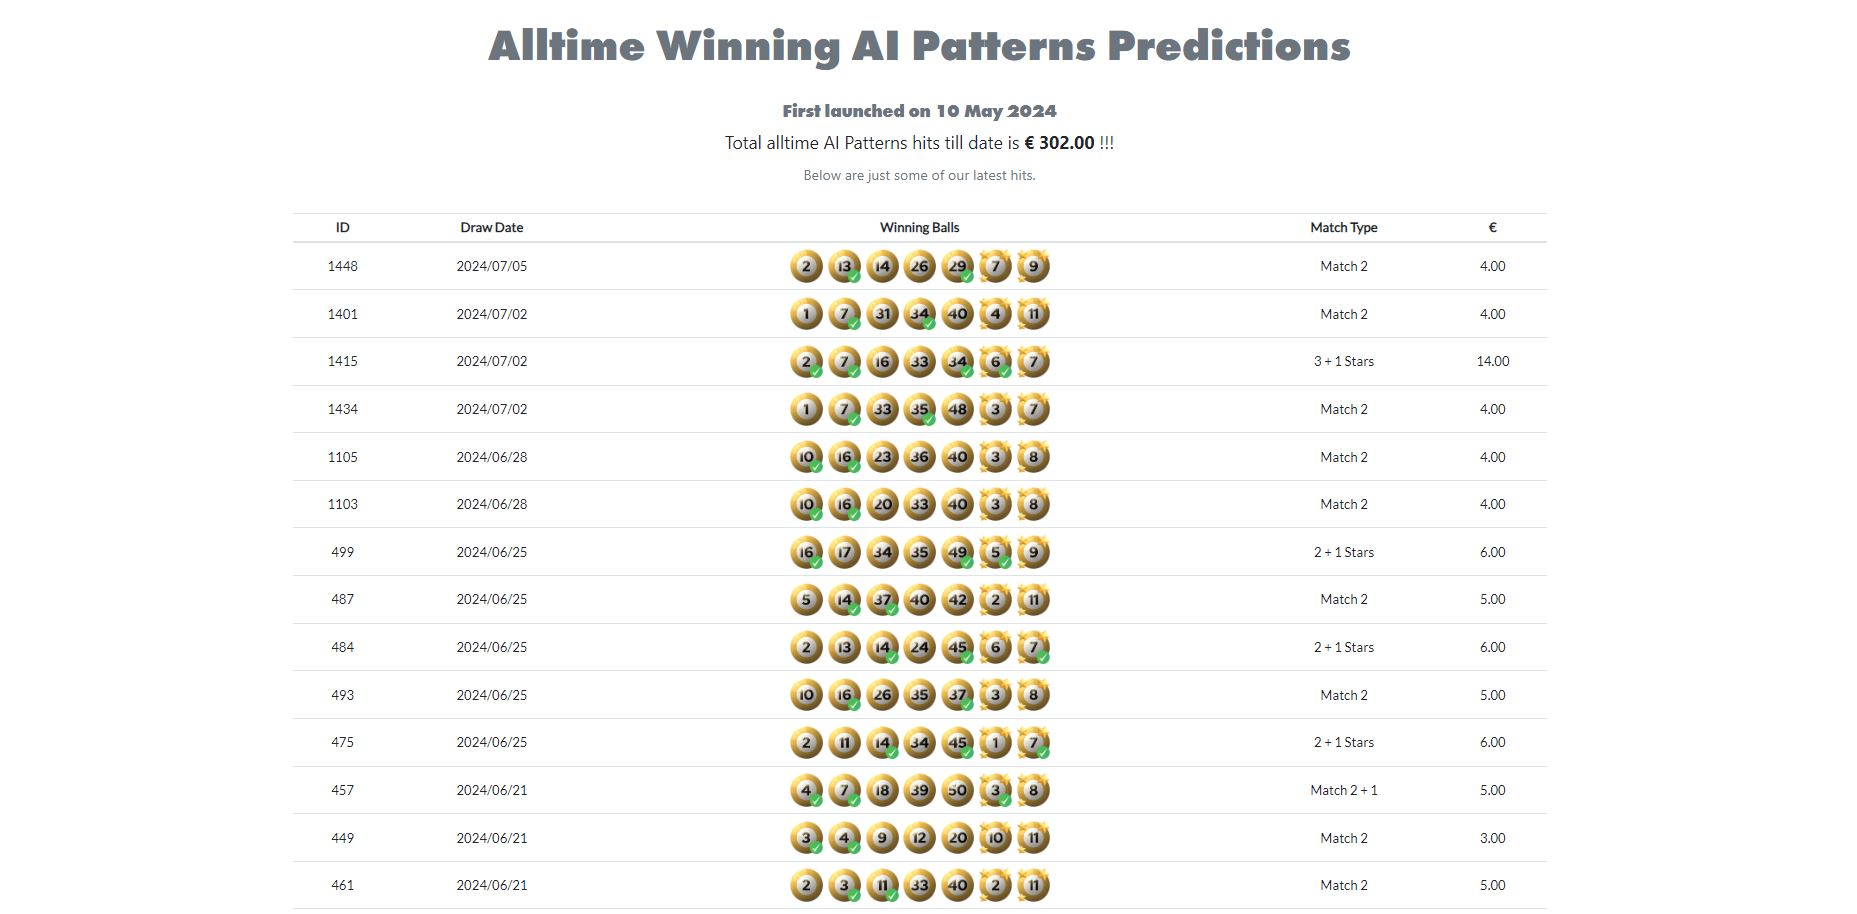 Alltime Winning AI Patterns Predictions
First launched on 10 May 2024
Total alltime AI Patterns hits till date is € 302.00 !!!
Below are just some of our latest hits.
ID Draw Date Winning Balls Match Type €
1448 2024/07/05 2 13 14 26 29 7 9 Match 2 4.00
1401 2024/07/02 1 7 31 34 40 4 11 Match 2 4.00
1415 2024/07/02 2 7 16 33 34 6 7 3 + 1 Stars 14.00
1434 2024/07/02 1 7 33 35 48 3 7 Match 2 4.00
1105 2024/06/28 10 16 23 36 40 3 8 Match 2 4.00
1103 2024/06/28 10 16 20 33 40 3 8 Match 2 4.00
499 2024/06/25 16 17 34 35 49 5 9 2 + 1 Stars 6.00
487 2024/06/25 5 14 37 40 42 2 11 Match 2 5.00
484 2024/06/25 2 13 14 24 45 6 7 2 + 1 Stars 6.00
493 2024/06/25 10 16 26 35 37 3 8 Match 2 5.00
475 2024/06/25 2 11 14 34 45 1 7 2 + 1 Stars 6.00
457 2024/06/21 4 7 18 39 50 3 8 Match 2 + 1 5.00
449 2024/06/21 3 4 9 12 20 10 11 Match 2 3.00
461 2024/06/21 2 3 11 33 40 2 11 Match 2 5.00